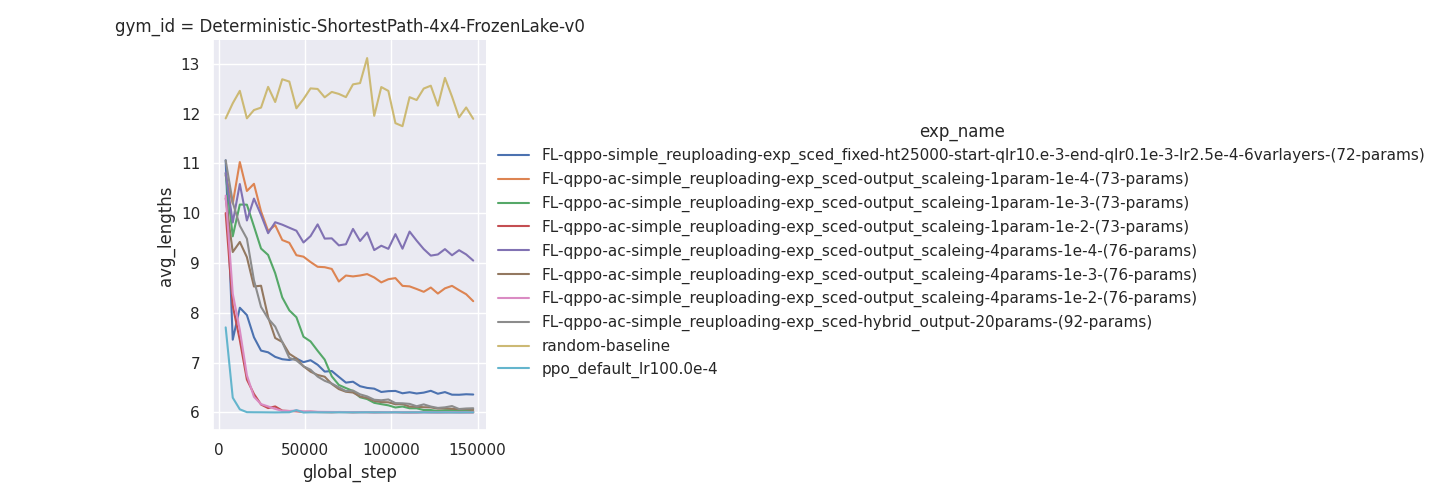 gym_id = Deterministic-ShortestPath-4x4-FrozenLake-v0
13
12
11
10
9
8
7
6
avg_lengths
0
50000
100000
150000
global_step
exp_name
FL-qppo-simple_reuploading-exp_sced_fixed-ht25000-start-qlr10.e-3-end-qlr0.1e-3-lr2.5e-4-6varlayers-(72-params)
FL-qppo-ac-simple_reuploading-exp_sced-output_scaleing-1param-1e-4-(73-params)
FL-qppo-ac-simple_reuploading-exp_sced-output_scaleing-1param-1e-3-(73-params)
FL-qppo-ac-simple_reuploading-exp_sced-output_scaleing-1param-1e-2-(73-params)
FL-qppo-ac-simple_reuploading-exp_sced-output_scaleing-4params-1e-4-(76-params)
FL-qppo-ac-simple_reuploading-exp_sced-output_scaleing-4params-1e-3-(76-params)
FL-qppo-ac-simple_reuploading-exp_sced-output_scaleing-4params-1e-2-(76-params)
FL-qppo-ac-simple_reuploading-exp_sced-hybrid_output-20params-(92-params)
random-baseline
ppo_default_lr100.0e-4